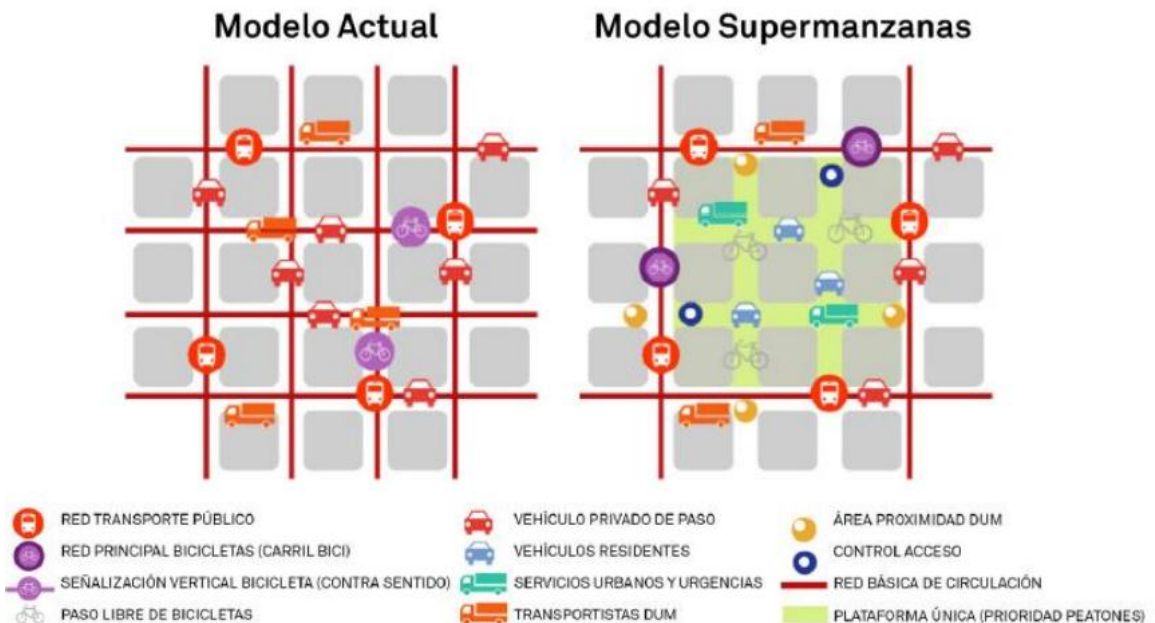 Modelo Actual
Modelo Supermanzanas
RED TRANSPORTE PÚBLICO
RED PRINCIPAL BICICLETAS (CARRIL BICI)
SEÑALIZACIÓN VERTICAL BICICLETA (CONTRA SENTIDO)
PASO LIBRE DE BICICLETAS
VEHÍCULO PRIVADO DE PASO
VEHÍCULOS RESIDENTES
SERVICIOS URBANOS Y URGENCIAS
TRANSPORTISTAS DUM
ÁREA PROXIMIDAD DUM
CONTROL ACCESO
RED BÁSICA DE CIRCULACIÓN
PLATAFORMA ÚNICA (PRIORIDAD PEATONES)